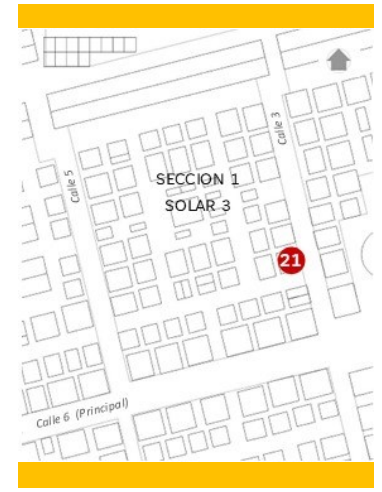 Calle 3
Calle 5
SECCION 1
SOLAR 3
21
Calle 6 (Principal)